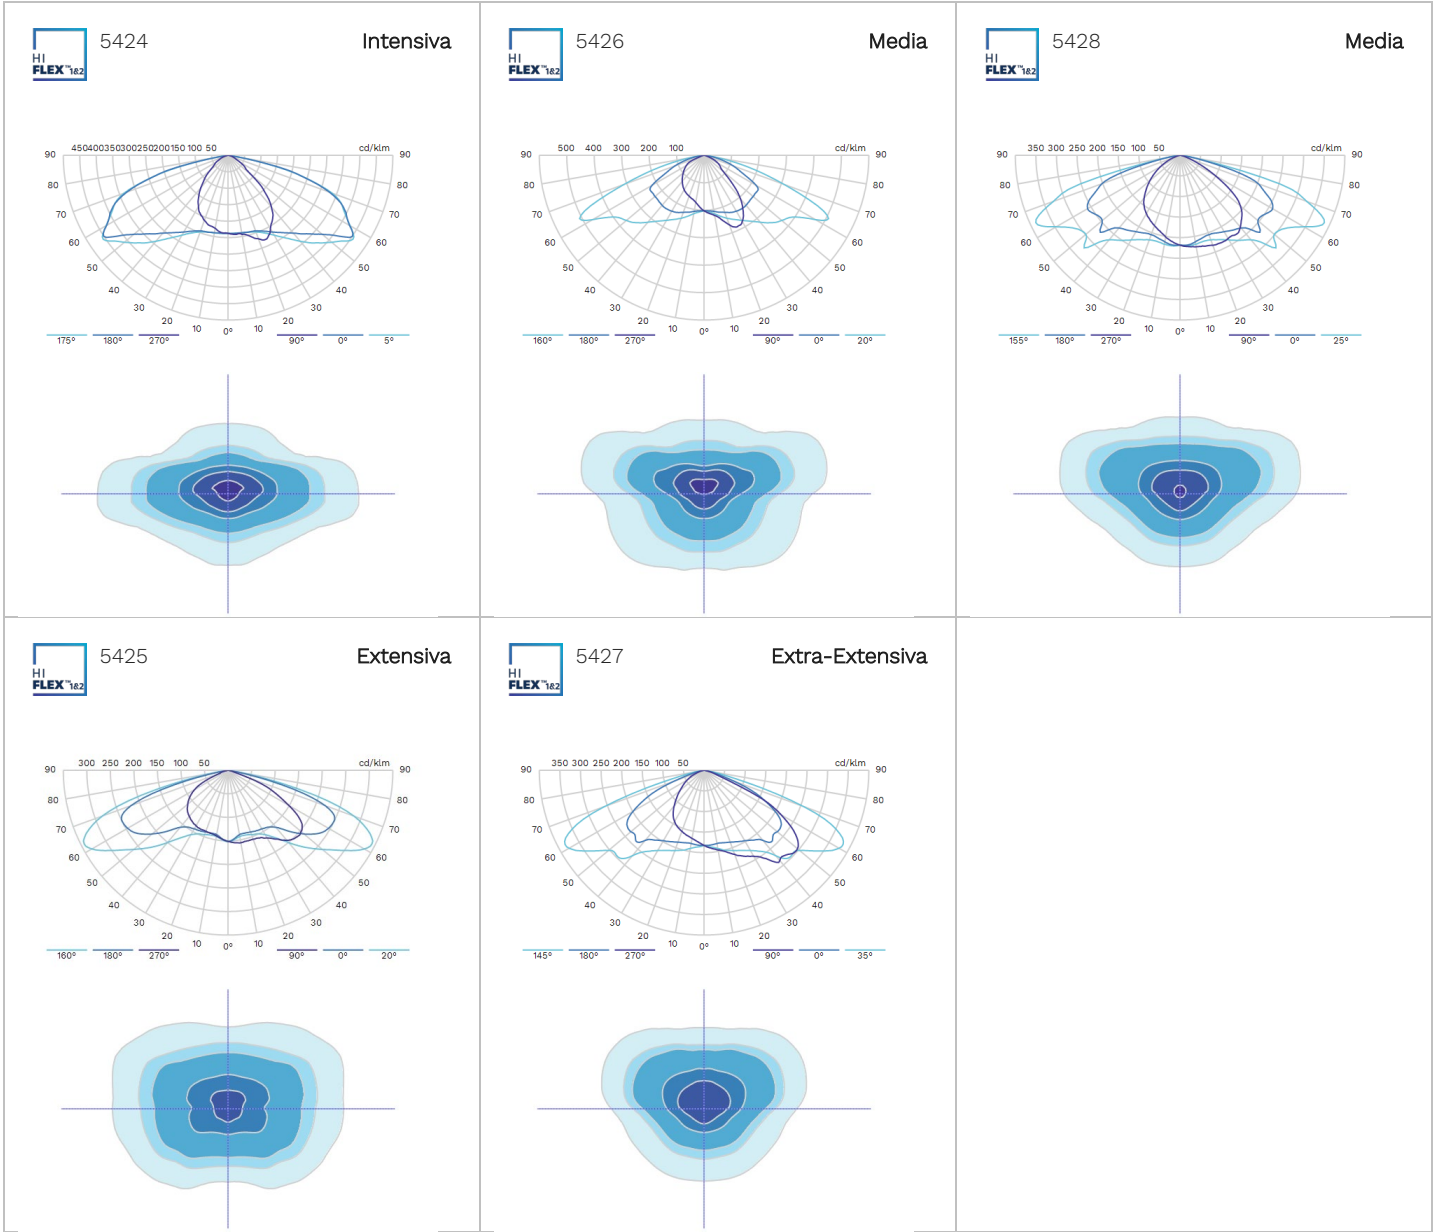 5424 Intensiva
HI
FLEX™1&2
45040035030025020015010050 cd/klm
90 90
80 80
70 70
60 60
50 50
40 40
30 30
20 10 0° 10 20
175° 180° 270° 90° 0° 5°
5426 Media
HI
FLEX™1&2
500 400 300 200 100 cd/klm
90 90
80 80
70 70
60 60
50 50
40 40
30 30
20 10 0° 10 20
160° 180° 270° 90° 0° 20°
5428 Media
HI
FLEX™1&2
350 300 250 200 150 100 50 cd/klm
90 90
80 80
70 70
60 60
50 50
40 40
30 30
20 10 0° 10 20
155° 180° 270° 90° 0° 25°
5425 Extensiva
HI
FLEX™1&2
300 250 200 150 100 50 cd/klm
90 90
80 80
70 70
60 60
50 50
40 40
30 30
20 10 0° 10 20
160° 180° 270° 90° 0° 20°
5427 Extra-Extensiva
HI
FLEX™1&2
350 300 250 200 150 100 50 cd/klm
90 90
80 80
70 70
60 60
50 50
40 40
30 30
20 10 0° 10 20
145° 180° 270° 90° 0° 35°